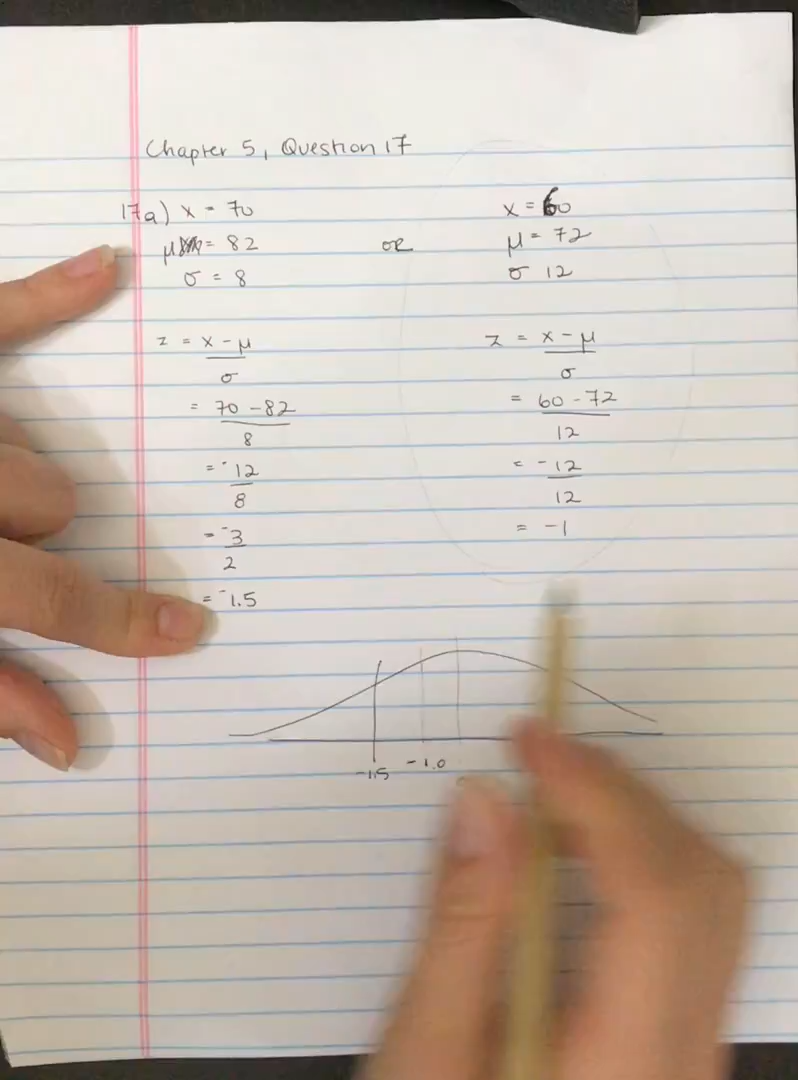 Chapter 5, Question 17
17a) x = 70
μ = 82
σ = 8
OR
x = 60
μ = 72
σ 12
z = x - μ
σ
= 70 - 82
8
= -12
8
= -3
2
= -1.5
z = x - μ
σ
= 60 - 72
12
= -12
12
= -1
-1.5 -1.0